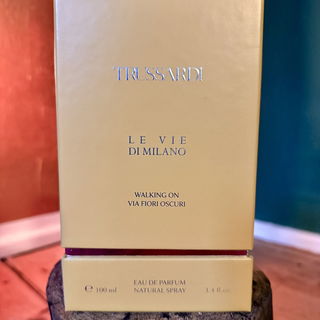 TRUSSARDI
LE VIE
DI MILANO
WALKING ON
VIA FIORI OSCURI
EAU DE PARFUM
℮ 100 ml NATURAL SPRAY 3.4 fl.oz.